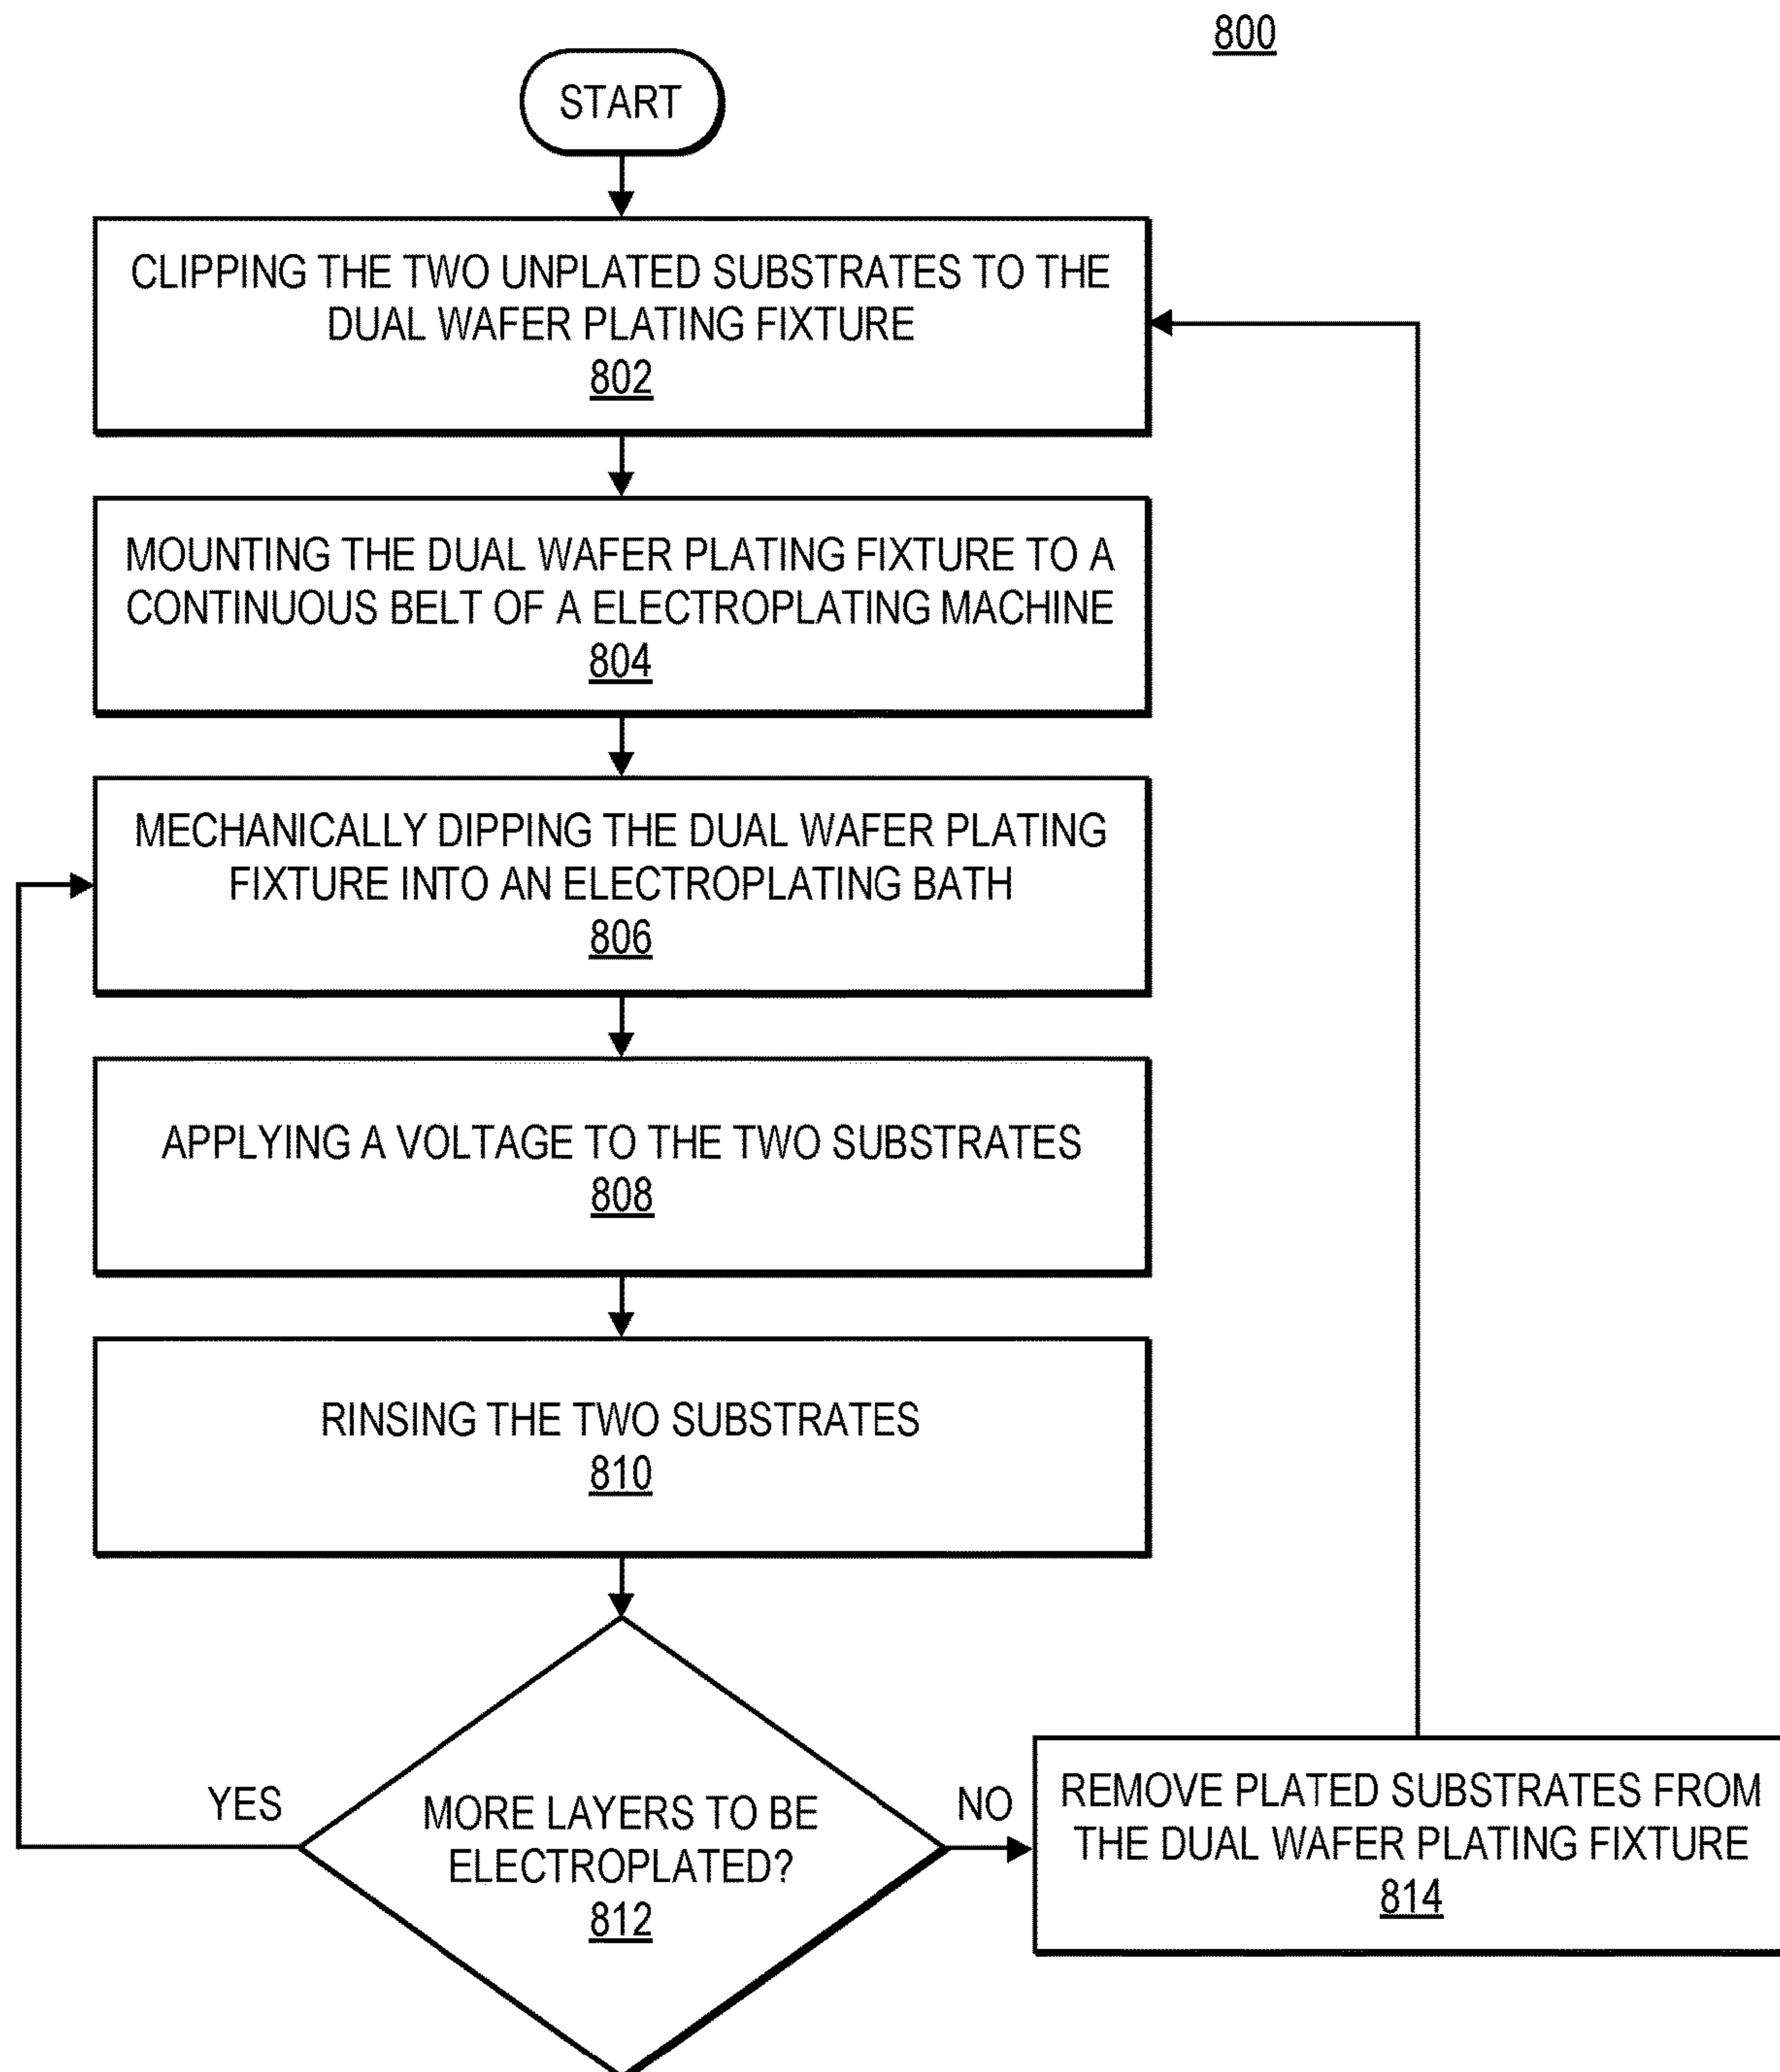 800
START
CLIPPING THE TWO UNPLATED SUBSTRATES TO THE
DUAL WAFER PLATING FIXTURE
802
MOUNTING THE DUAL WAFER PLATING FIXTURE TO A
CONTINUOUS BELT OF A ELECTROPLATING MACHINE
804
MECHANICALLY DIPPING THE DUAL WAFER PLATING
FIXTURE INTO AN ELECTROPLATING BATH
806
APPLYING A VOLTAGE TO THE TWO SUBSTRATES
808
RINSING THE TWO SUBSTRATES
810
YES
MORE LAYERS TO BE
ELECTROPLATED?
812
NO
REMOVE PLATED SUBSTRATES FROM
THE DUAL WAFER PLATING FIXTURE
814